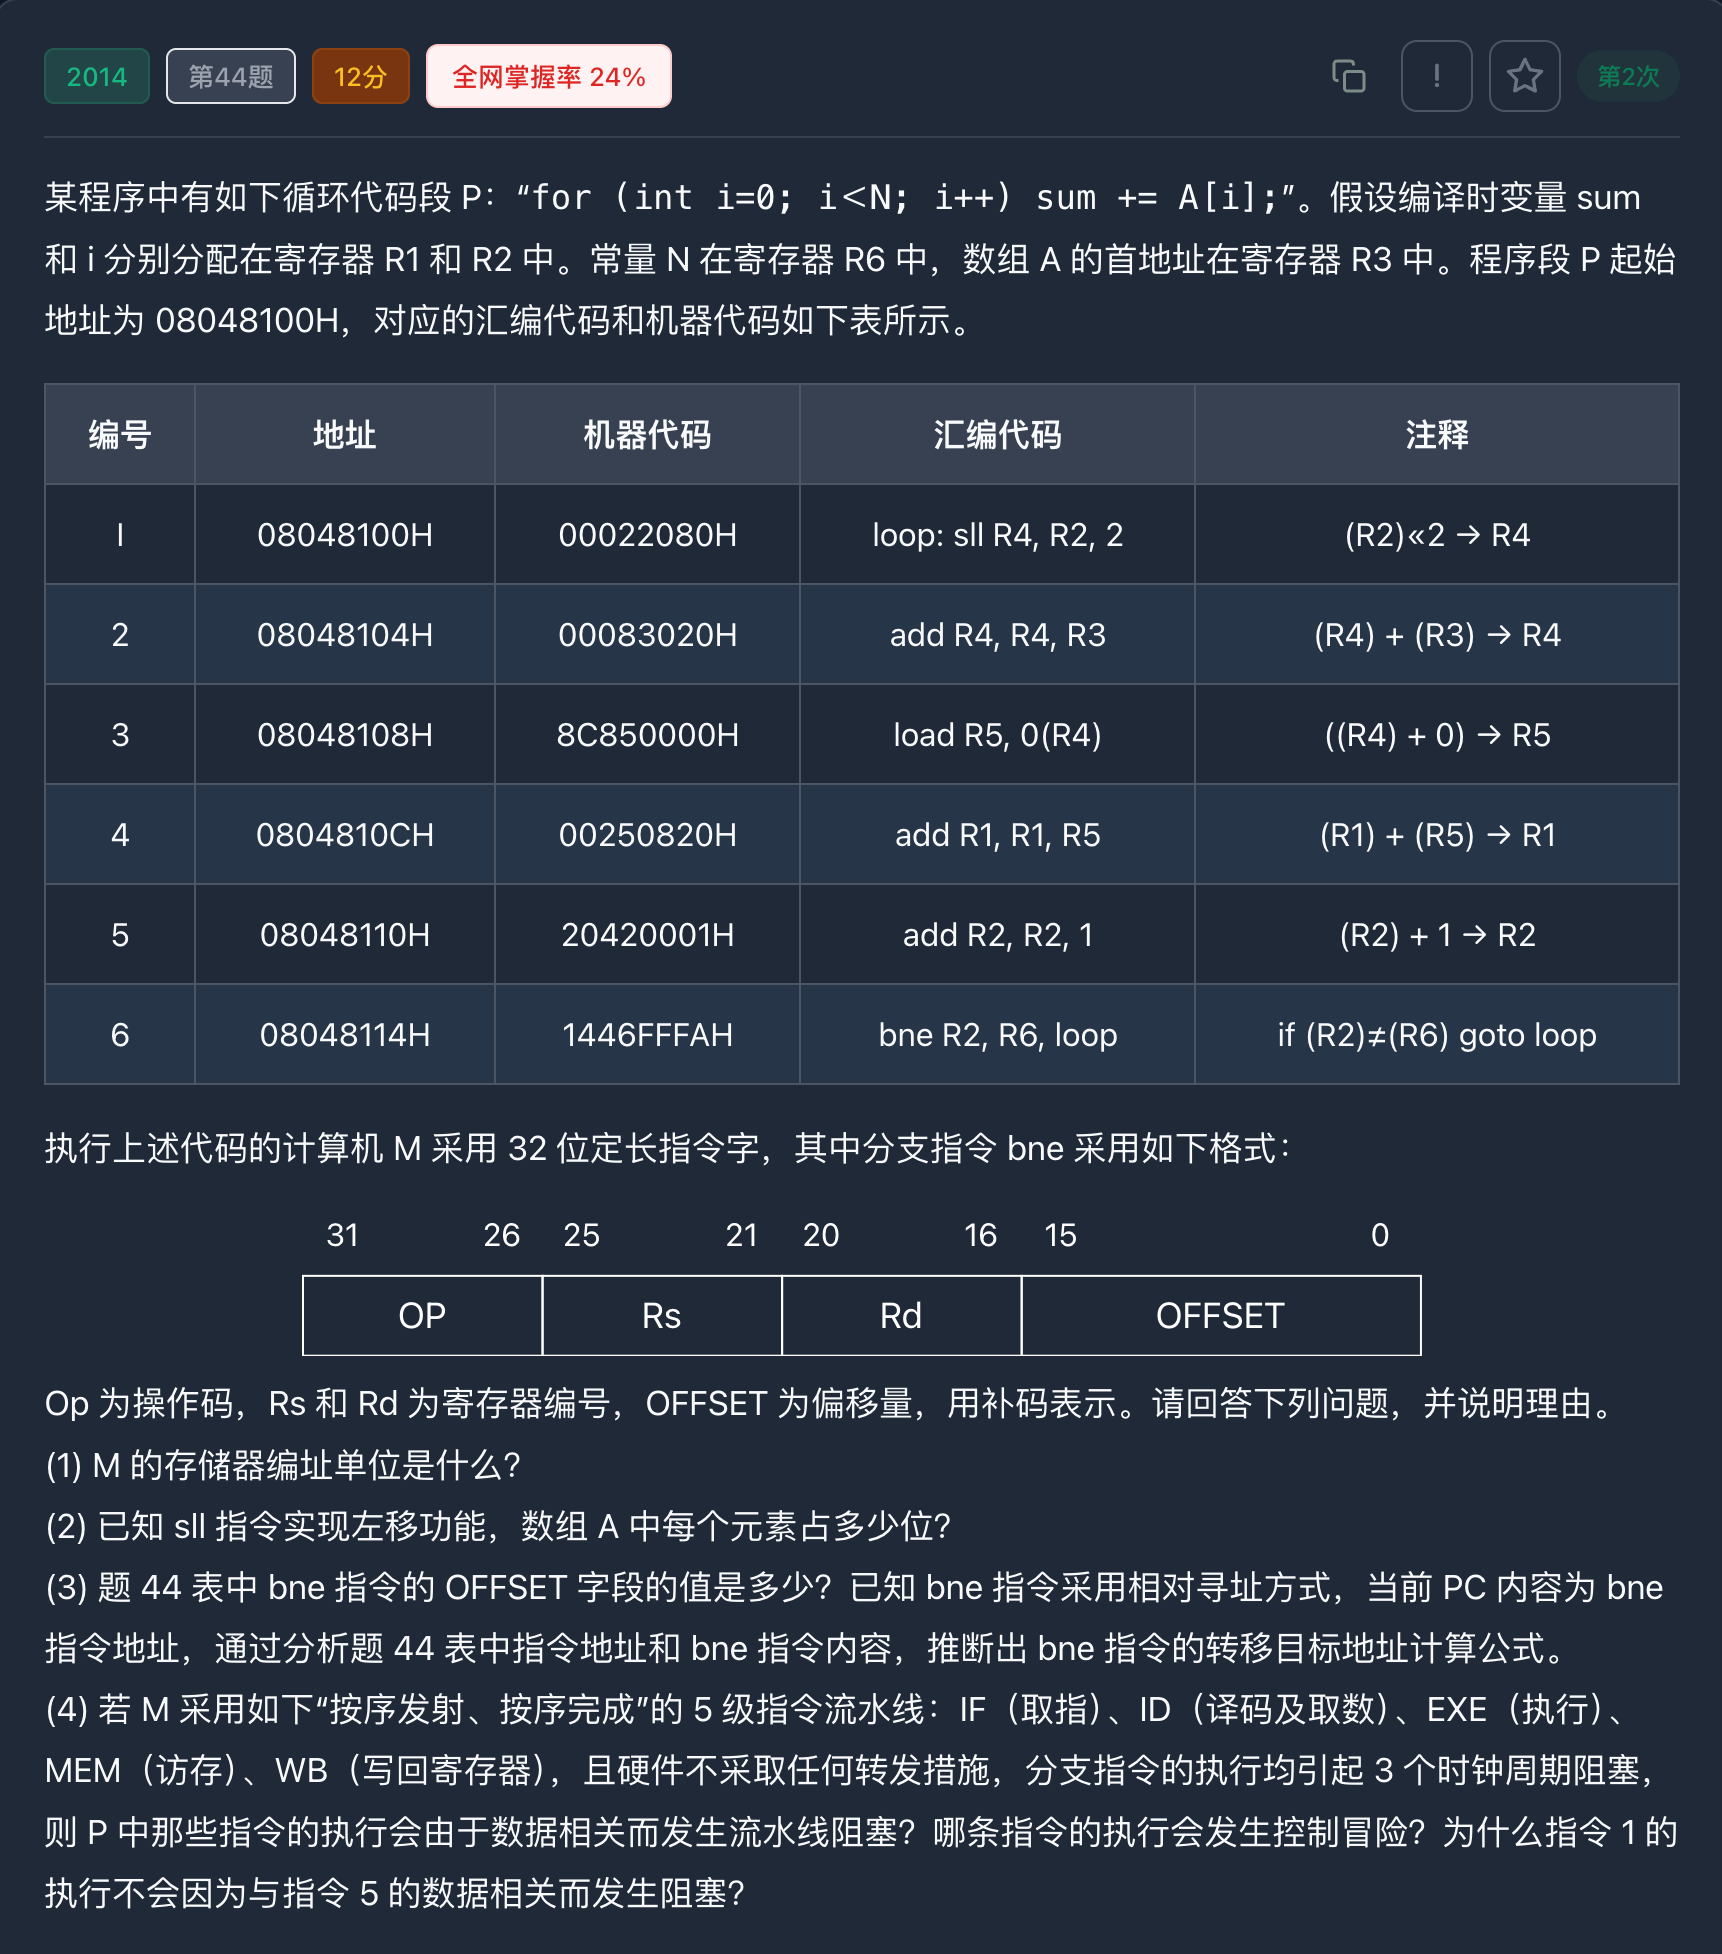 2014 第44题 12分 全网掌握率 24% ! 第2次
某程序中有如下循环代码段 P：“for (int i=0; i<N; i++) sum += A[i];”。假设编译时变量 sum
和 i 分别分配在寄存器 R1 和 R2 中。常量 N 在寄存器 R6 中，数组 A 的首地址在寄存器 R3 中。程序段 P 起始
地址为 08048100H，对应的汇编代码和机器代码如下表所示。
编号 地址 机器代码 汇编代码 注释
I 08048100H 00022080H loop: sll R4, R2, 2 (R2)«2 → R4
2 08048104H 00083020H add R4, R4, R3 (R4) + (R3) → R4
3 08048108H 8C850000H load R5, 0(R4) ((R4) + 0) → R5
4 0804810CH 00250820H add R1, R1, R5 (R1) + (R5) → R1
5 08048110H 20420001H add R2, R2, 1 (R2) + 1 → R2
6 08048114H 1446FFFAH bne R2, R6, loop if (R2)≠(R6) goto loop
执行上述代码的计算机 M 采用 32 位定长指令字，其中分支指令 bne 采用如下格式：
31 26 25 21 20 16 15 0
OP Rs Rd OFFSET
Op 为操作码，Rs 和 Rd 为寄存器编号，OFFSET 为偏移量，用补码表示。请回答下列问题，并说明理由。
(1) M 的存储器编址单位是什么?
(2) 已知 sll 指令实现左移功能，数组 A 中每个元素占多少位?
(3) 题 44 表中 bne 指令的 OFFSET 字段的值是多少？已知 bne 指令采用相对寻址方式，当前 PC 内容为 bne
指令地址，通过分析题 44 表中指令地址和 bne 指令内容，推断出 bne 指令的转移目标地址计算公式。
(4) 若 M 采用如下“按序发射、按序完成”的 5 级指令流水线：IF（取指）、ID（译码及取数）、EXE（执行）、
MEM（访存）、WB（写回寄存器），且硬件不采取任何转发措施，分支指令的执行均引起 3 个时钟周期阻塞，
则 P 中那些指令的执行会由于数据相关而发生流水线阻塞？哪条指令的执行会发生控制冒险？为什么指令 1 的
执行不会因为与指令 5 的数据相关而发生阻塞?